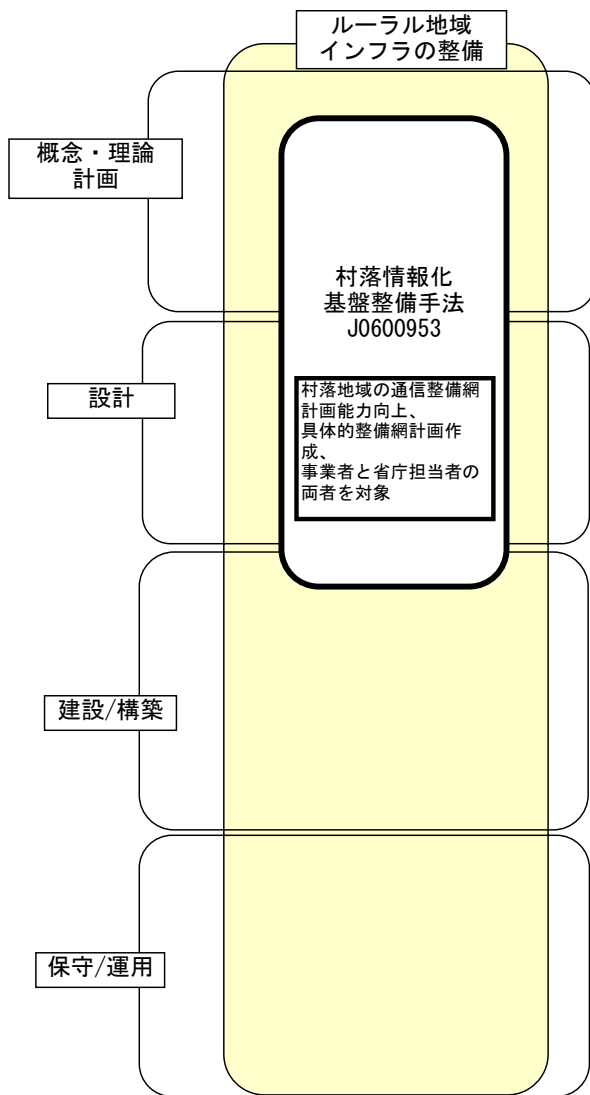 ルーラル地域
インフラの整備
概念・理論
計画
村落情報化
基盤整備手法
J0600953
村落地域の通信整備網
計画能力向上、
具体的整備網計画作
成、
事業者と省庁担当者の
両者を対象
設計
建設/構築
保守/運用